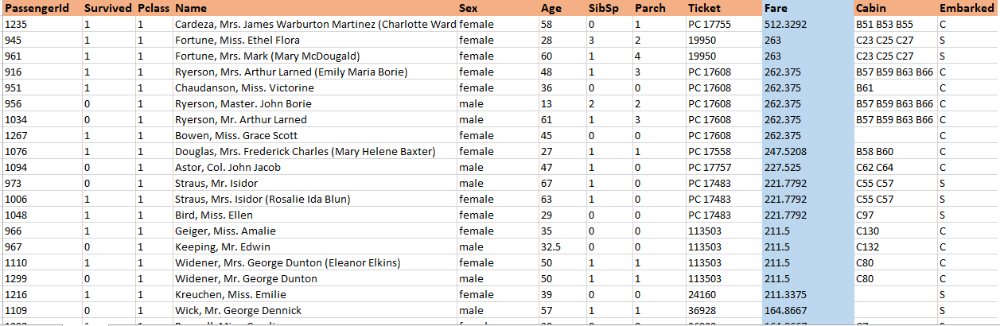 PassengerId Survived Pclass Name Sex Age SibSp Parch Ticket Fare Cabin Embarked
1235 1 1 Cardeza, Mrs. James Warburton Martinez (Charlotte Ward female 58 0 1 PC 17755 512.3292 B51 B53 B55 C
945 1 1 Fortune, Miss. Ethel Flora female 28 3 2 19950 263 C23 C25 C27 S
961 1 1 Fortune, Mrs. Mark (Mary McDougald) female 60 1 4 19950 263 C23 C25 C27 S
916 1 1 Ryerson, Mrs. Arthur Larned (Emily Maria Borie) female 48 1 3 PC 17608 262.375 B57 B59 B63 B66 C
951 1 1 Chaudanson, Miss. Victorine female 36 0 0 PC 17608 262.375 B61 C
956 0 1 Ryerson, Master. John Borie male 13 2 2 PC 17608 262.375 B57 B59 B63 B66 C
1034 0 1 Ryerson, Mr. Arthur Larned male 61 1 3 PC 17608 262.375 B57 B59 B63 B66 C
1267 1 1 Bowen, Miss. Grace Scott female 45 0 0 PC 17608 262.375 C
1076 1 1 Douglas, Mrs. Frederick Charles (Mary Helene Baxter) female 27 1 1 PC 17558 247.5208 B58 B60 C
1094 0 1 Astor, Col. John Jacob male 47 1 0 PC 17757 227.525 C62 C64 C
973 0 1 Straus, Mr. Isidor male 67 1 0 PC 17483 221.7792 C55 C57 S
1006 1 1 Straus, Mrs. Isidor (Rosalie Ida Blun) female 63 1 0 PC 17483 221.7792 C55 C57 S
1048 1 1 Bird, Miss. Ellen female 29 0 0 PC 17483 221.7792 C97 S
966 1 1 Geiger, Miss. Amalie female 35 0 0 113503 211.5 C130 C
967 0 1 Keeping, Mr. Edwin male 32.5 0 0 113503 211.5 C132 C
1110 1 1 Widener, Mrs. George Dunton (Eleanor Elkins) female 50 1 1 113503 211.5 C80 C
1299 0 1 Widener, Mr. George Dunton male 50 1 1 113503 211.5 C80 C
1216 1 1 Kreuchen, Miss. Emilie female 39 0 0 24160 211.3375 S
1109 0 1 Wick, Mr. George Dennick male 57 1 1 36928 164.8667 S